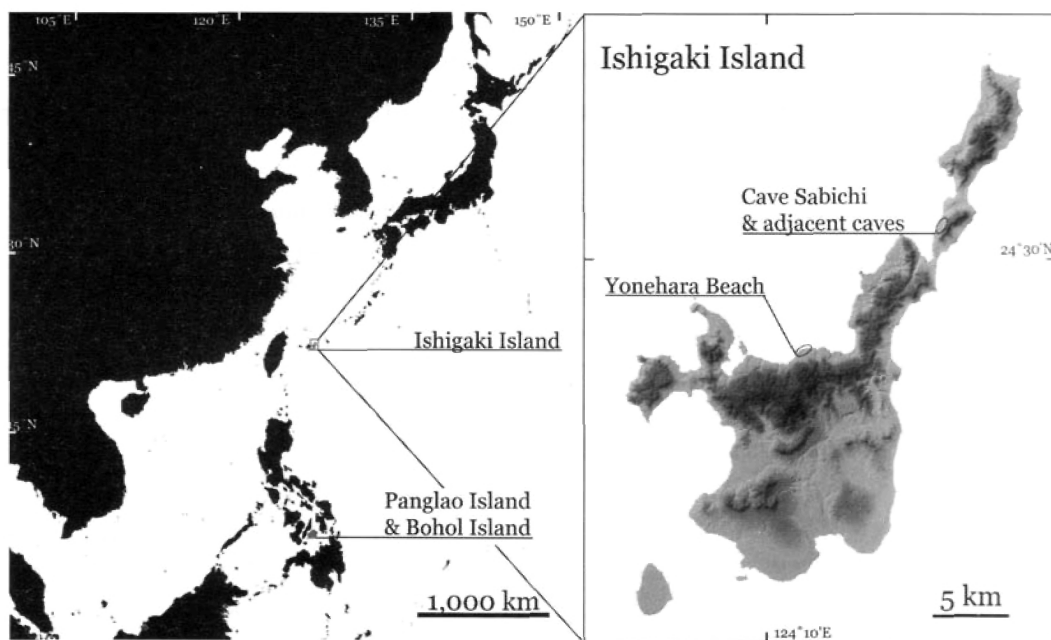 105°E
120°E
135°E
150°E
45°N
30°N
15°N
Ishigaki Island
Panglao Island
& Bohol Island
1,000 km
Ishigaki Island
Cave Sabichi
& adjacent caves
24°30'N
Yonehara Beach
5 km
124°10'E